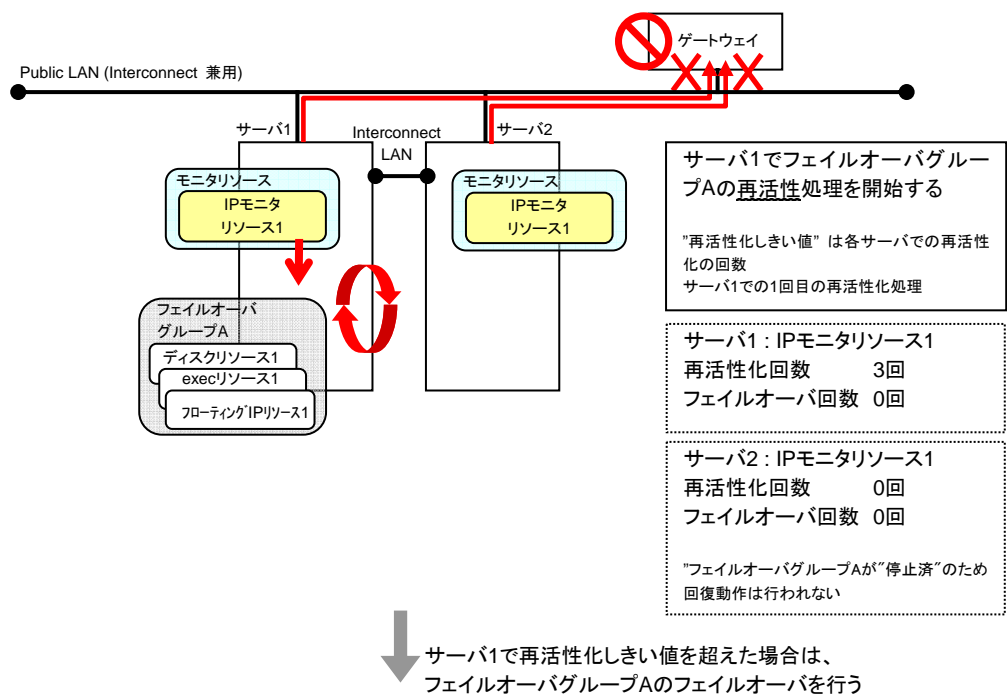 ゲートウェイ
Public LAN (Interconnect 兼用)
サーバ1
Interconnect
LAN
サーバ2
モニタリソース
IPモニタ
リソース1
モニタリソース
IPモニタ
リソース1
フェイルオーバ
グループA
ディスクリソース1
execリソース1
フローティングIPリソース1
サーバ1でフェイルオーバグルー
プAの再活性処理を開始する
"再活性化しきい値" は各サーバでの再活性
化の回数
サーバ1での1回目の再活性化処理
サーバ1 : IPモニタリソース1
再活性化回数 3回
フェイルオーバ回数 0回
サーバ2 : IPモニタリソース1
再活性化回数 0回
フェイルオーバ回数 0回
"フェイルオーバグループAが"停止済"のため
回復動作は行われない
サーバ1で再活性化しきい値を超えた場合は、
フェイルオーバグループAのフェイルオーバを行う